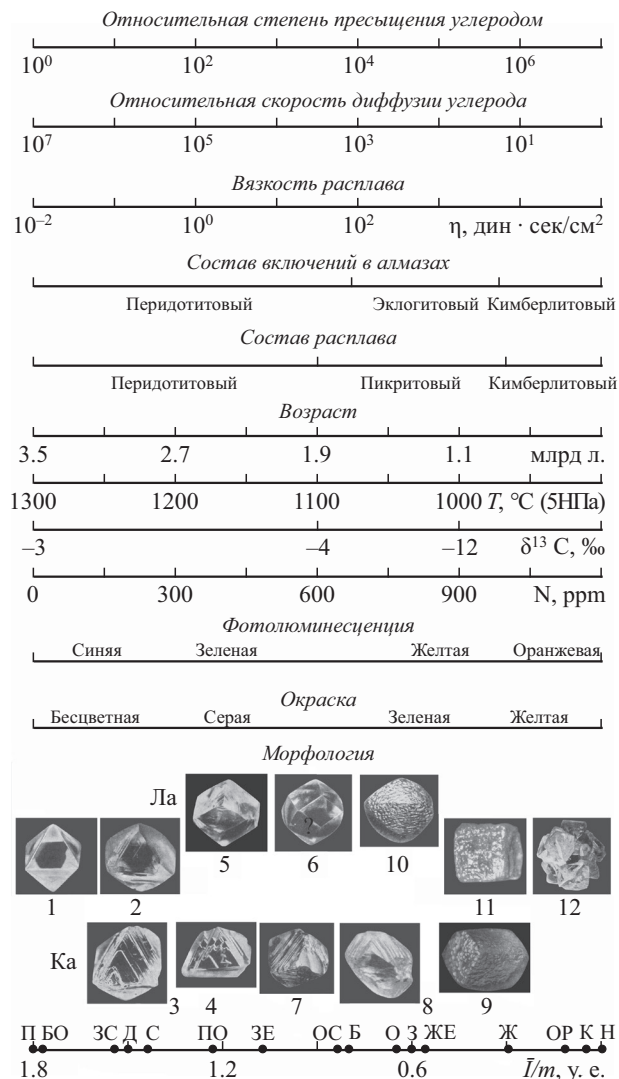 Относительная степень пресыщения углеродом
10⁰ 10² 10⁴ 10⁶
Относительная скорость диффузии углерода
10⁷ 10⁵ 10³ 10¹
Вязкость расплава
10⁻² 10⁰ 10² η, дин · сек/см²
Состав включений в алмазах
Перидотитовый Эклогитовый Кимберлитовый
Состав расплава
Перидотитовый Пикритовый Кимберлитовый
Возраст
3.5 2.7 1.9 1.1 млрд л.
1300 1200 1100 1000 T, °C (5НПа)
–3 –4 –12 δ¹³ C, ‰
0 300 600 900 N, ppm
Фотолюминесценция
Синяя Зеленая Желтая Оранжевая
Окраска
Бесцветная Серая Зеленая Желтая
Морфология
Ла
?
5 6 10
1 2 11 12
Ка
3 4 7 8 9
П БО ЗС Д С ПО ЗЕ ОС Б О З ЖЕ Ж ОР К Н
1.8 1.2 0.6 Ī/m, у. е.